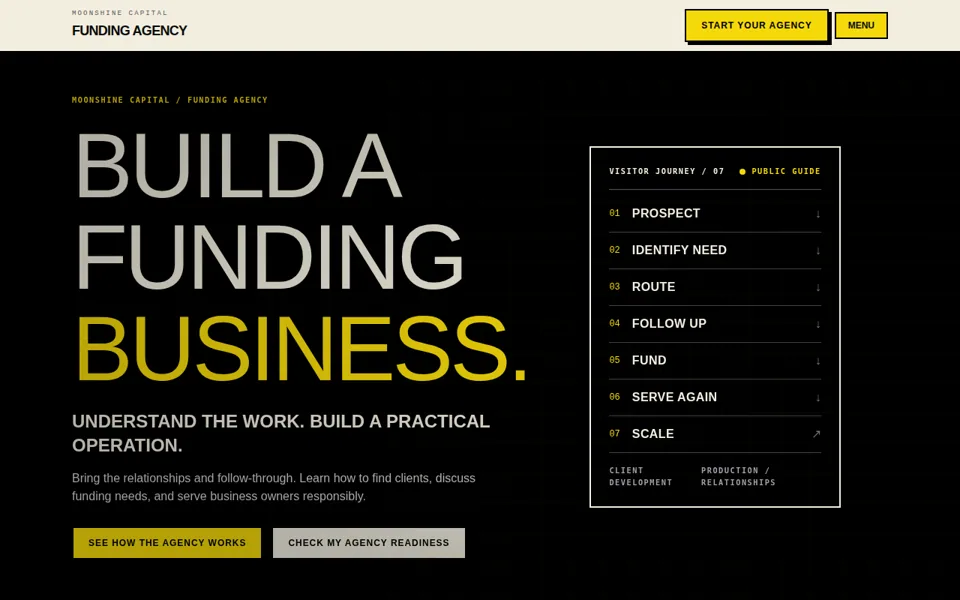 MOONSHINE CAPITAL
FUNDING AGENCY
START YOUR AGENCY
MENU
MOONSHINE CAPITAL / FUNDING AGENCY
BUILD A
FUNDING
BUSINESS.
UNDERSTAND THE WORK. BUILD A PRACTICAL
OPERATION.
Bring the relationships and follow-through. Learn how to find clients, discuss
funding needs, and serve business owners responsibly.
SEE HOW THE AGENCY WORKS
CHECK MY AGENCY READINESS
VISITOR JOURNEY / 07 ● PUBLIC GUIDE
01 PROSPECT ↓
02 IDENTIFY NEED ↓
03 ROUTE ↓
04 FOLLOW UP ↓
05 FUND ↓
06 SERVE AGAIN ↓
07 SCALE ↗
CLIENT
DEVELOPMENT
PRODUCTION /
RELATIONSHIPS